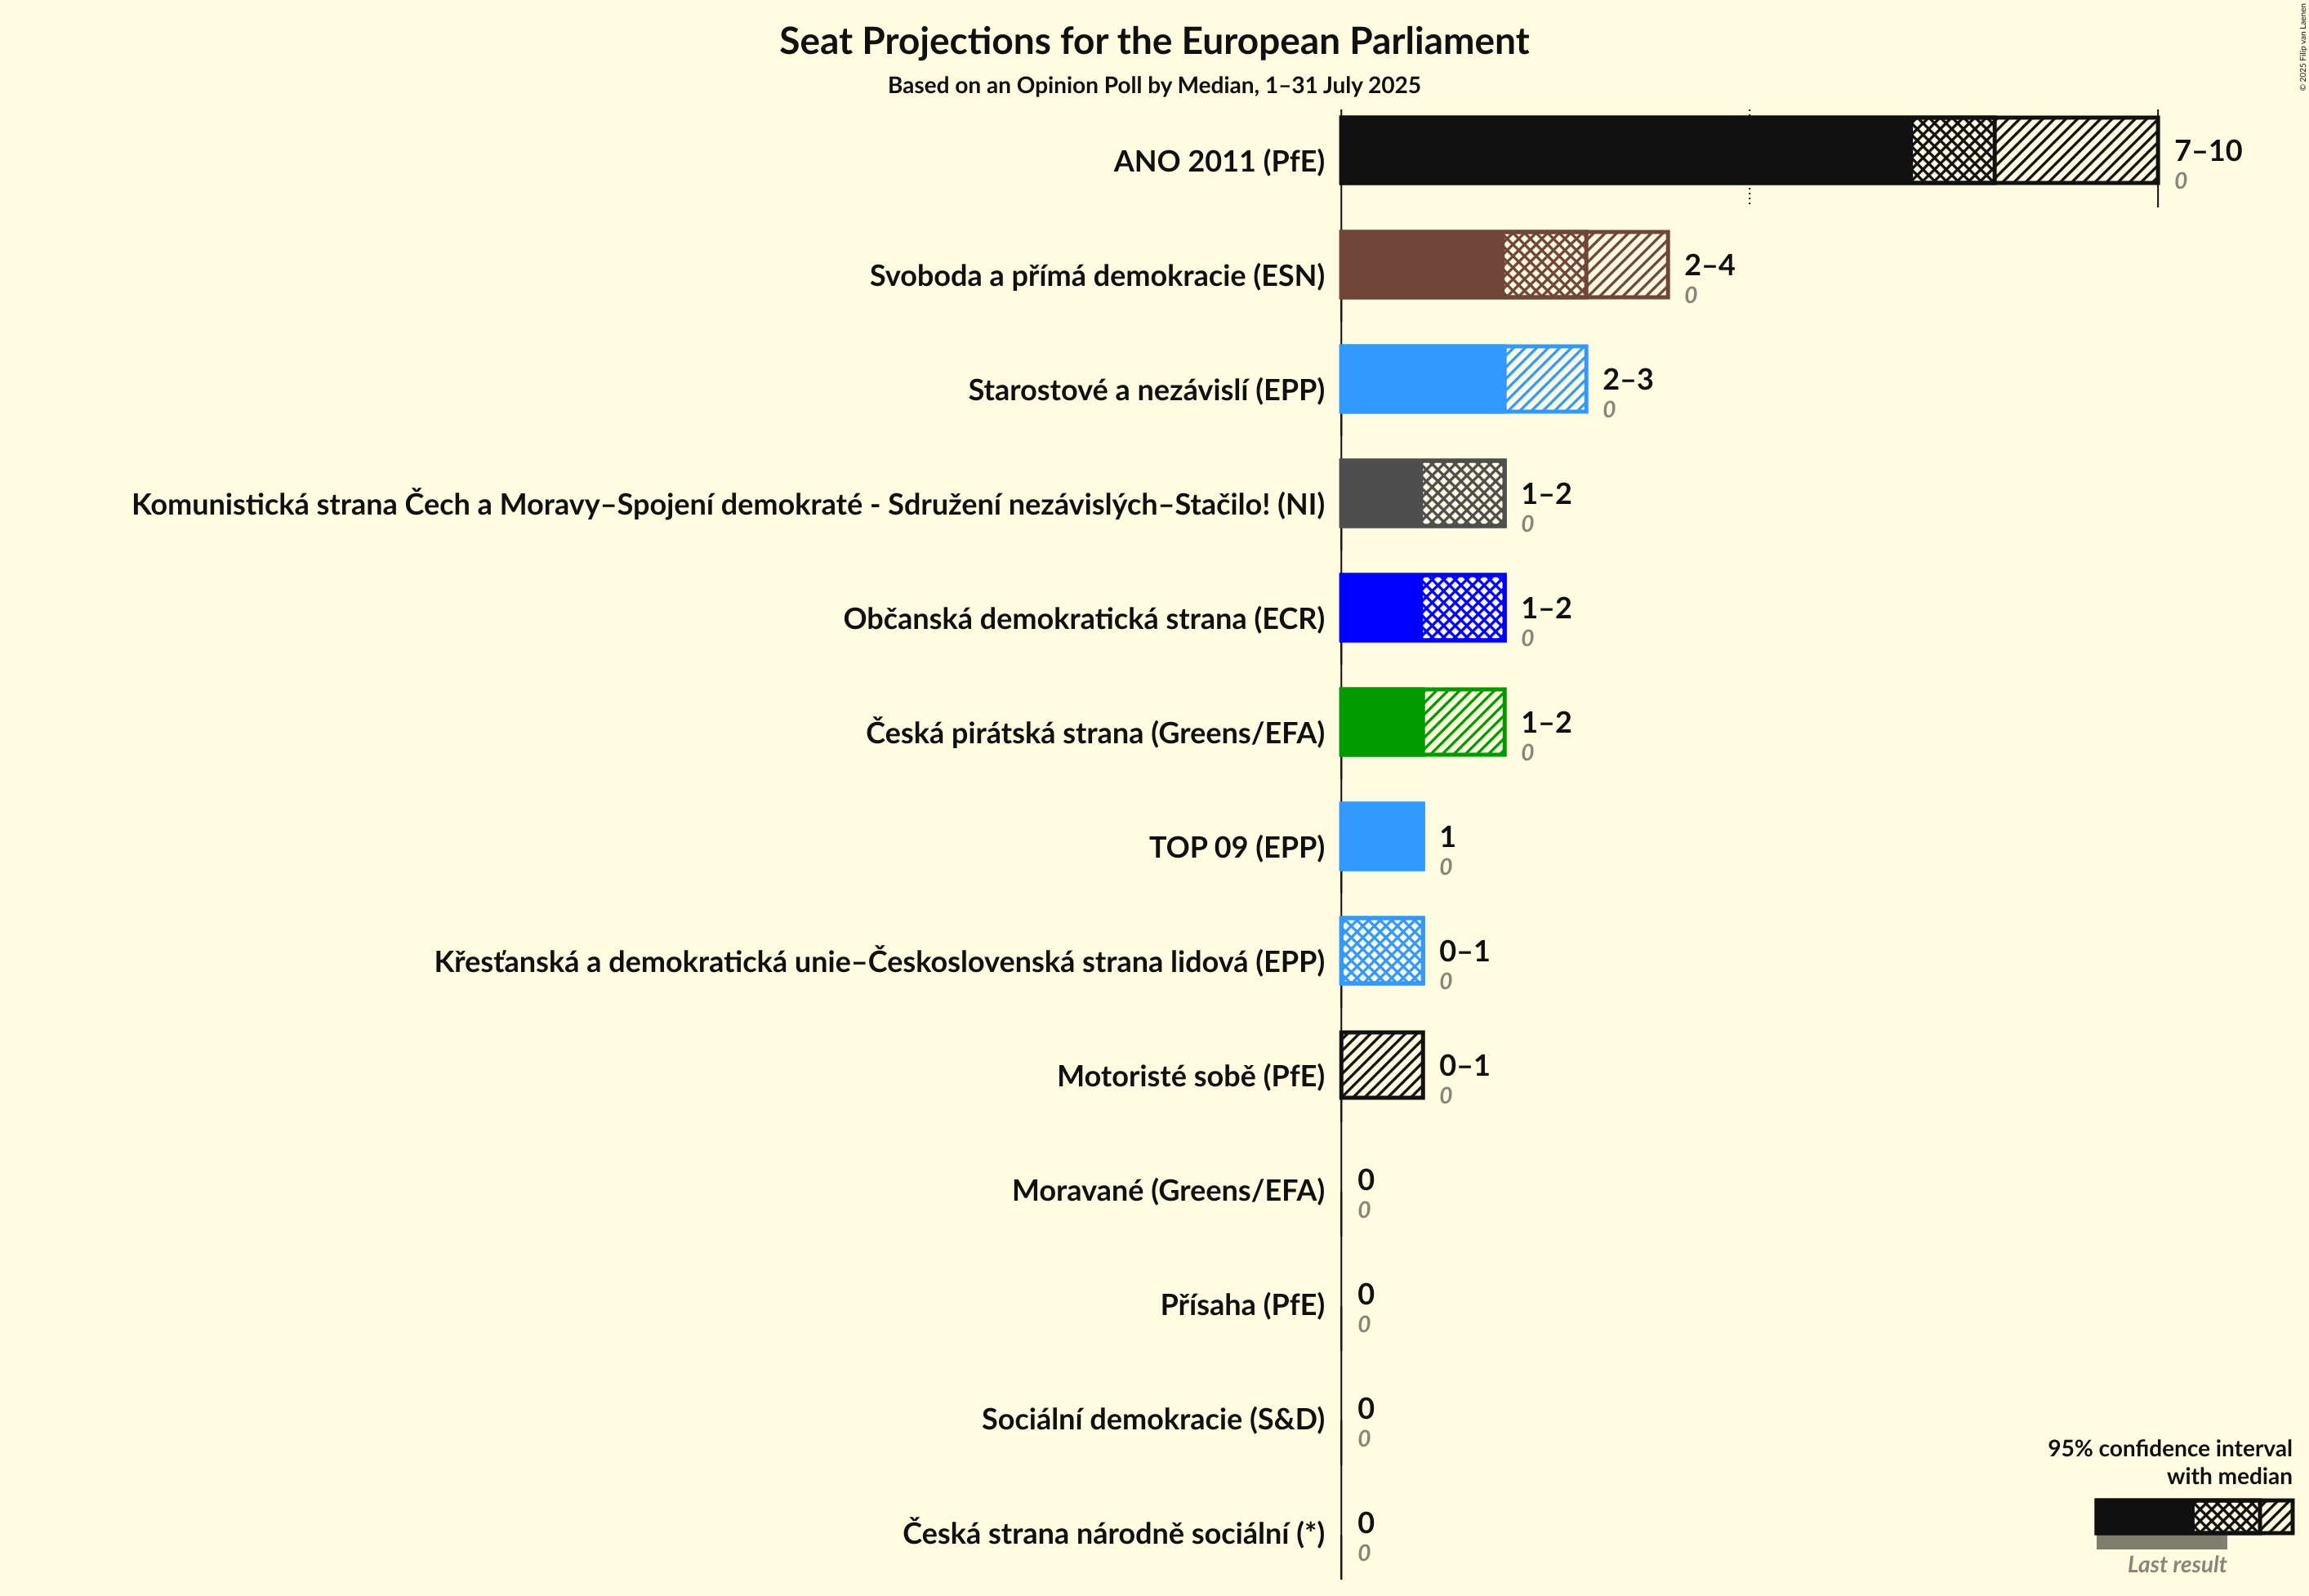 Seat Projections for the European Parliament
Based on an Opinion Poll by Median, 1–31 July 2025
© 2025 Filip van Laenen
ANO 2011 (PfE)
7–10
0
Svoboda a přímá demokracie (ESN)
2–4
0
Starostové a nezávislí (EPP)
2–3
0
Komunistická strana Čech a Moravy–Spojení demokraté - Sdružení nezávislých–Stačilo! (NI)
1–2
0
Občanská demokratická strana (ECR)
1–2
0
Česká pirátská strana (Greens/EFA)
1–2
0
TOP 09 (EPP)
1
0
Křesťanská a demokratická unie–Československá strana lidová (EPP)
0–1
0
Motoristé sobě (PfE)
0–1
0
Moravané (Greens/EFA)
0
0
Přísaha (PfE)
0
0
Sociální demokracie (S&D)
0
0
Česká strana národně sociální (*)
0
0
95% confidence interval
with median
Last result